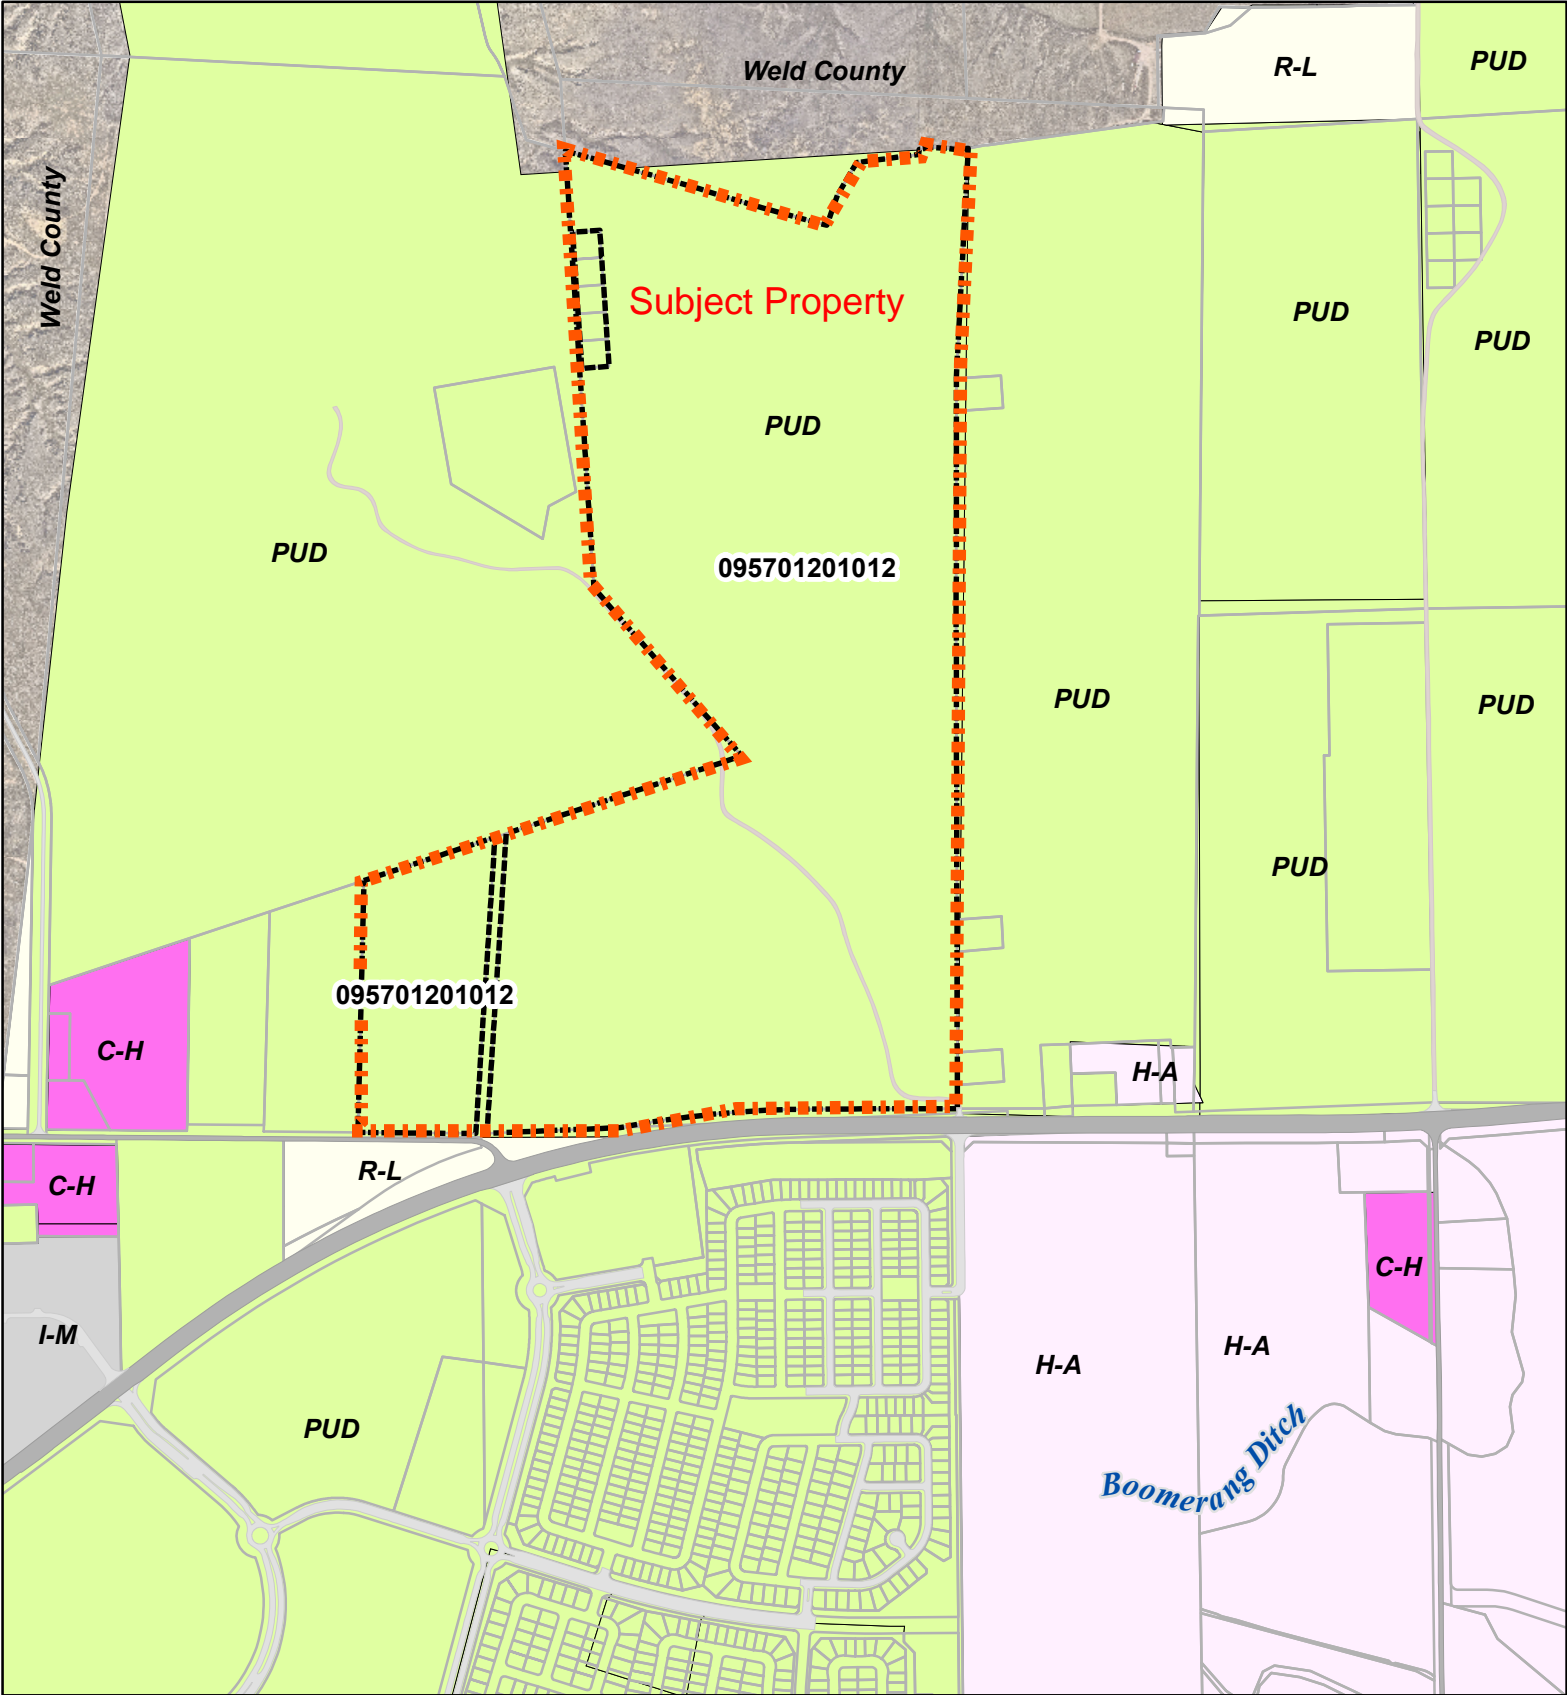 Weld County
R-L
PUD
Weld County
Subject Property
PUD
PUD
PUD
PUD
095701201012
PUD
PUD
PUD
095701201012
C-H
H-A
R-L
C-H
I-M
C-H
H-A
H-A
PUD
Boomerang Ditch
PUD